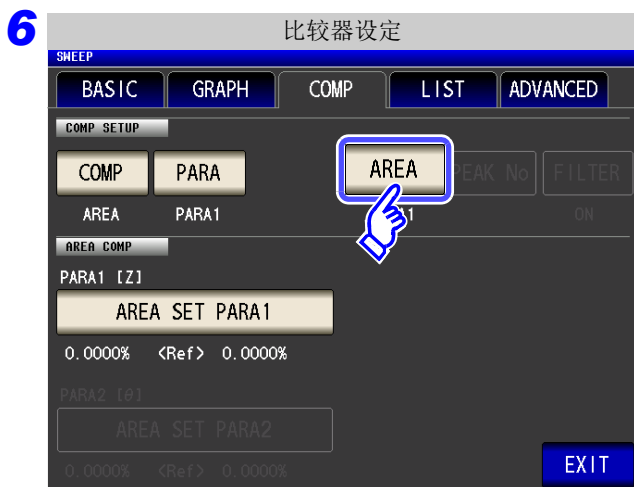 6
比较器设定
SWEEP
BASIC GRAPH COMP LIST ADVANCED
COMP SETUP
COMP PARA AREA PEAK No FILTER
AREA PARA1 ON
AREA COMP
PARA1 [Z]
AREA SET PARA1
0.0000% <Ref> 0.0000%
PARA2 [θ]
AREA SET PARA2
0.0000% <Ref> 0.0000%
EXIT